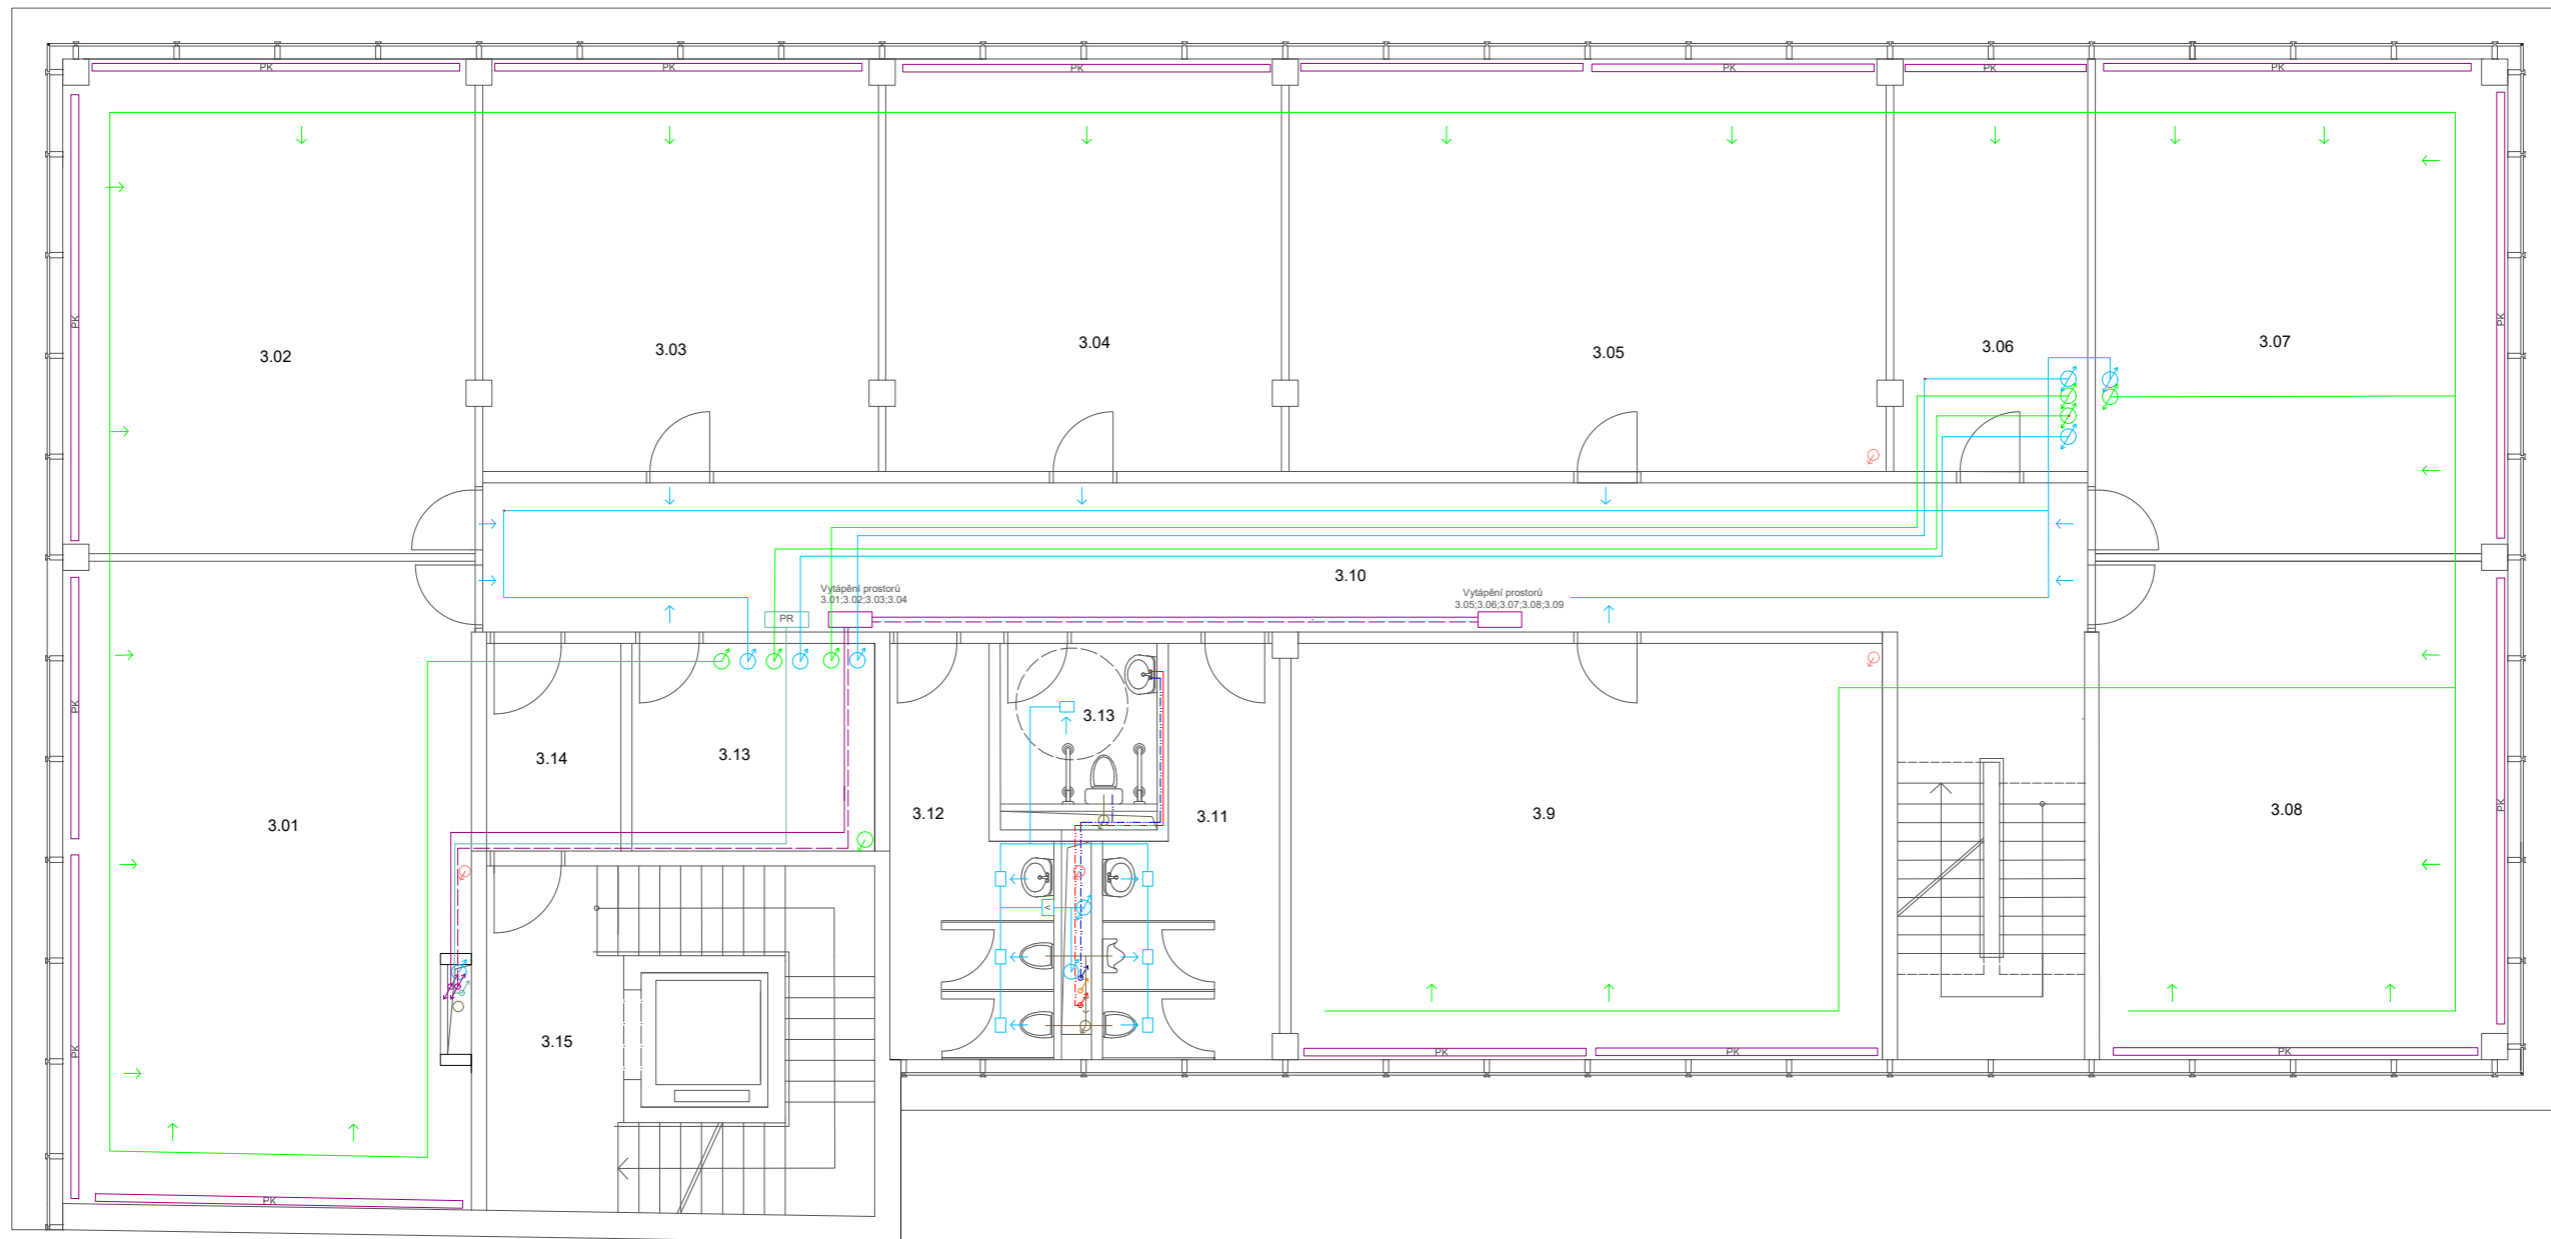 PK
PK
PK
PK
PK
PK
PK
PK
3.02
3.03
3.04
3.05
3.06
3.07
3.10
Vytápění prostorů
3.01;3.02;3.03;3.04
Vytápění prostorů
3.05;3.06;3.07;3.08;3.09
PR
PK
3.13
3.14
3.13
3.12
3.11
3.9
3.08
3.01
PK
V
3.15
PK
PK
PK
PK
PK